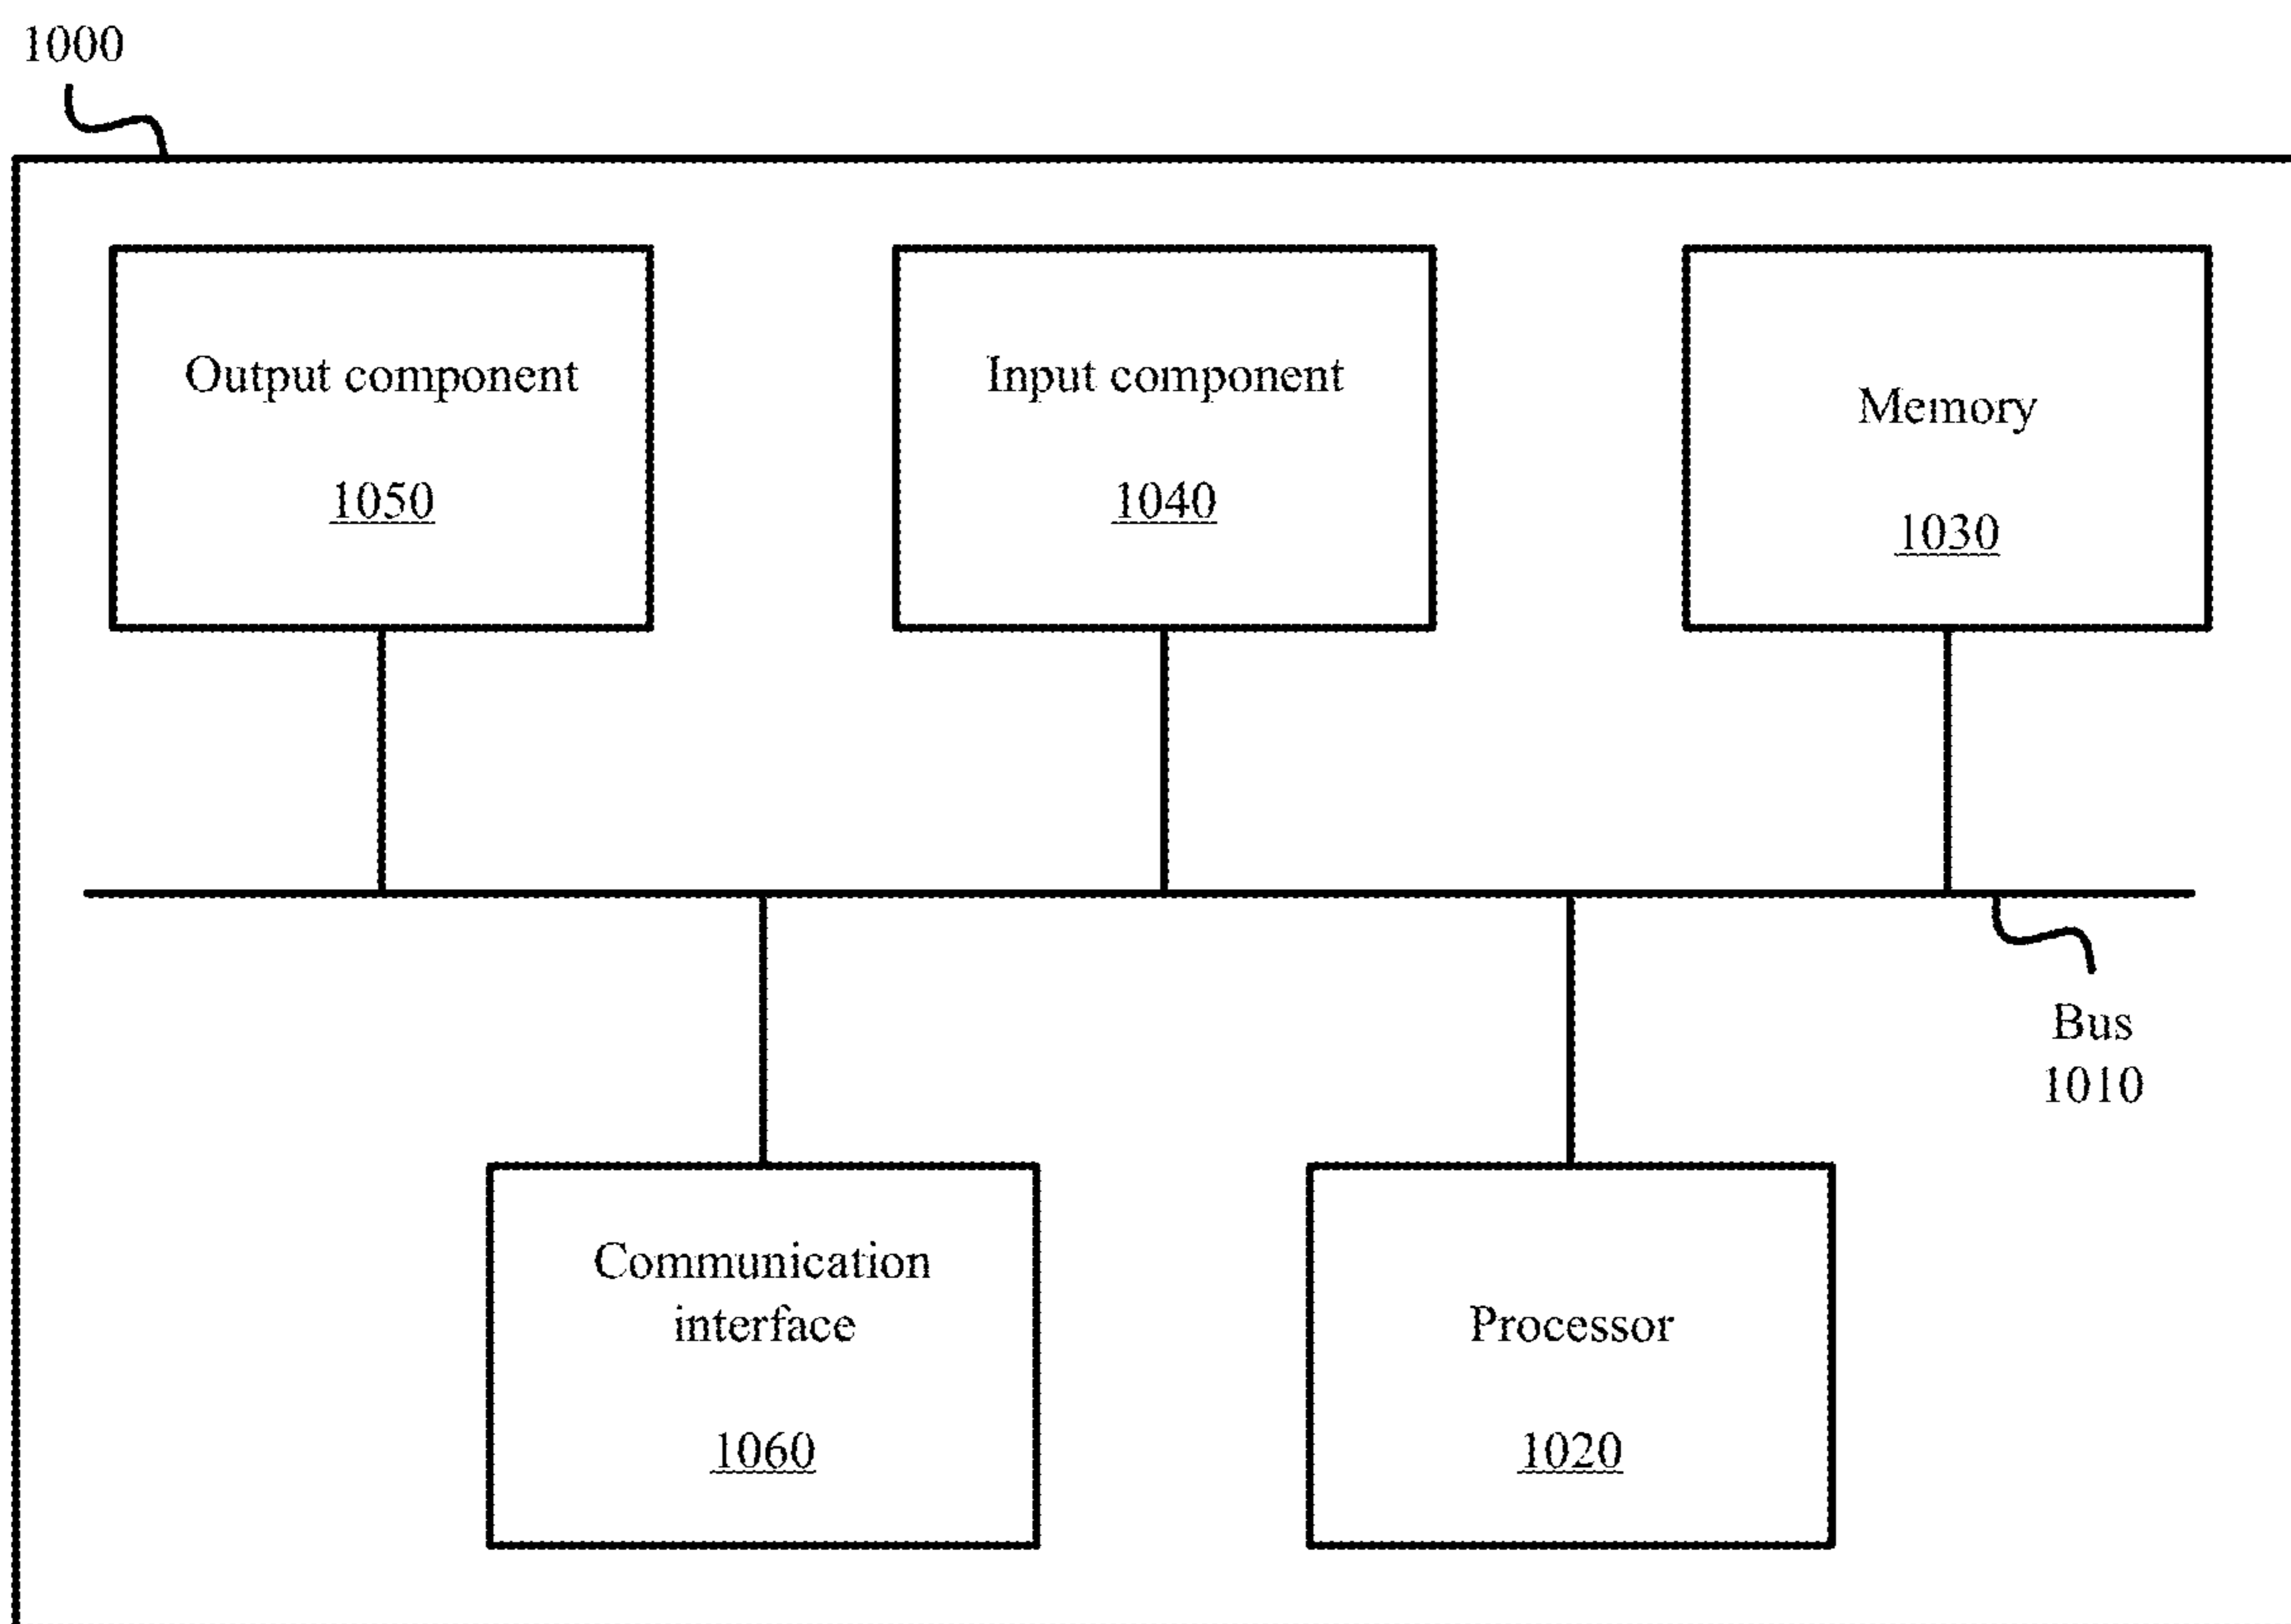 1000
Output component
1050
Input component
1040
Memory
1030
Bus
1010
Communication
interface
1060
Processor
1020